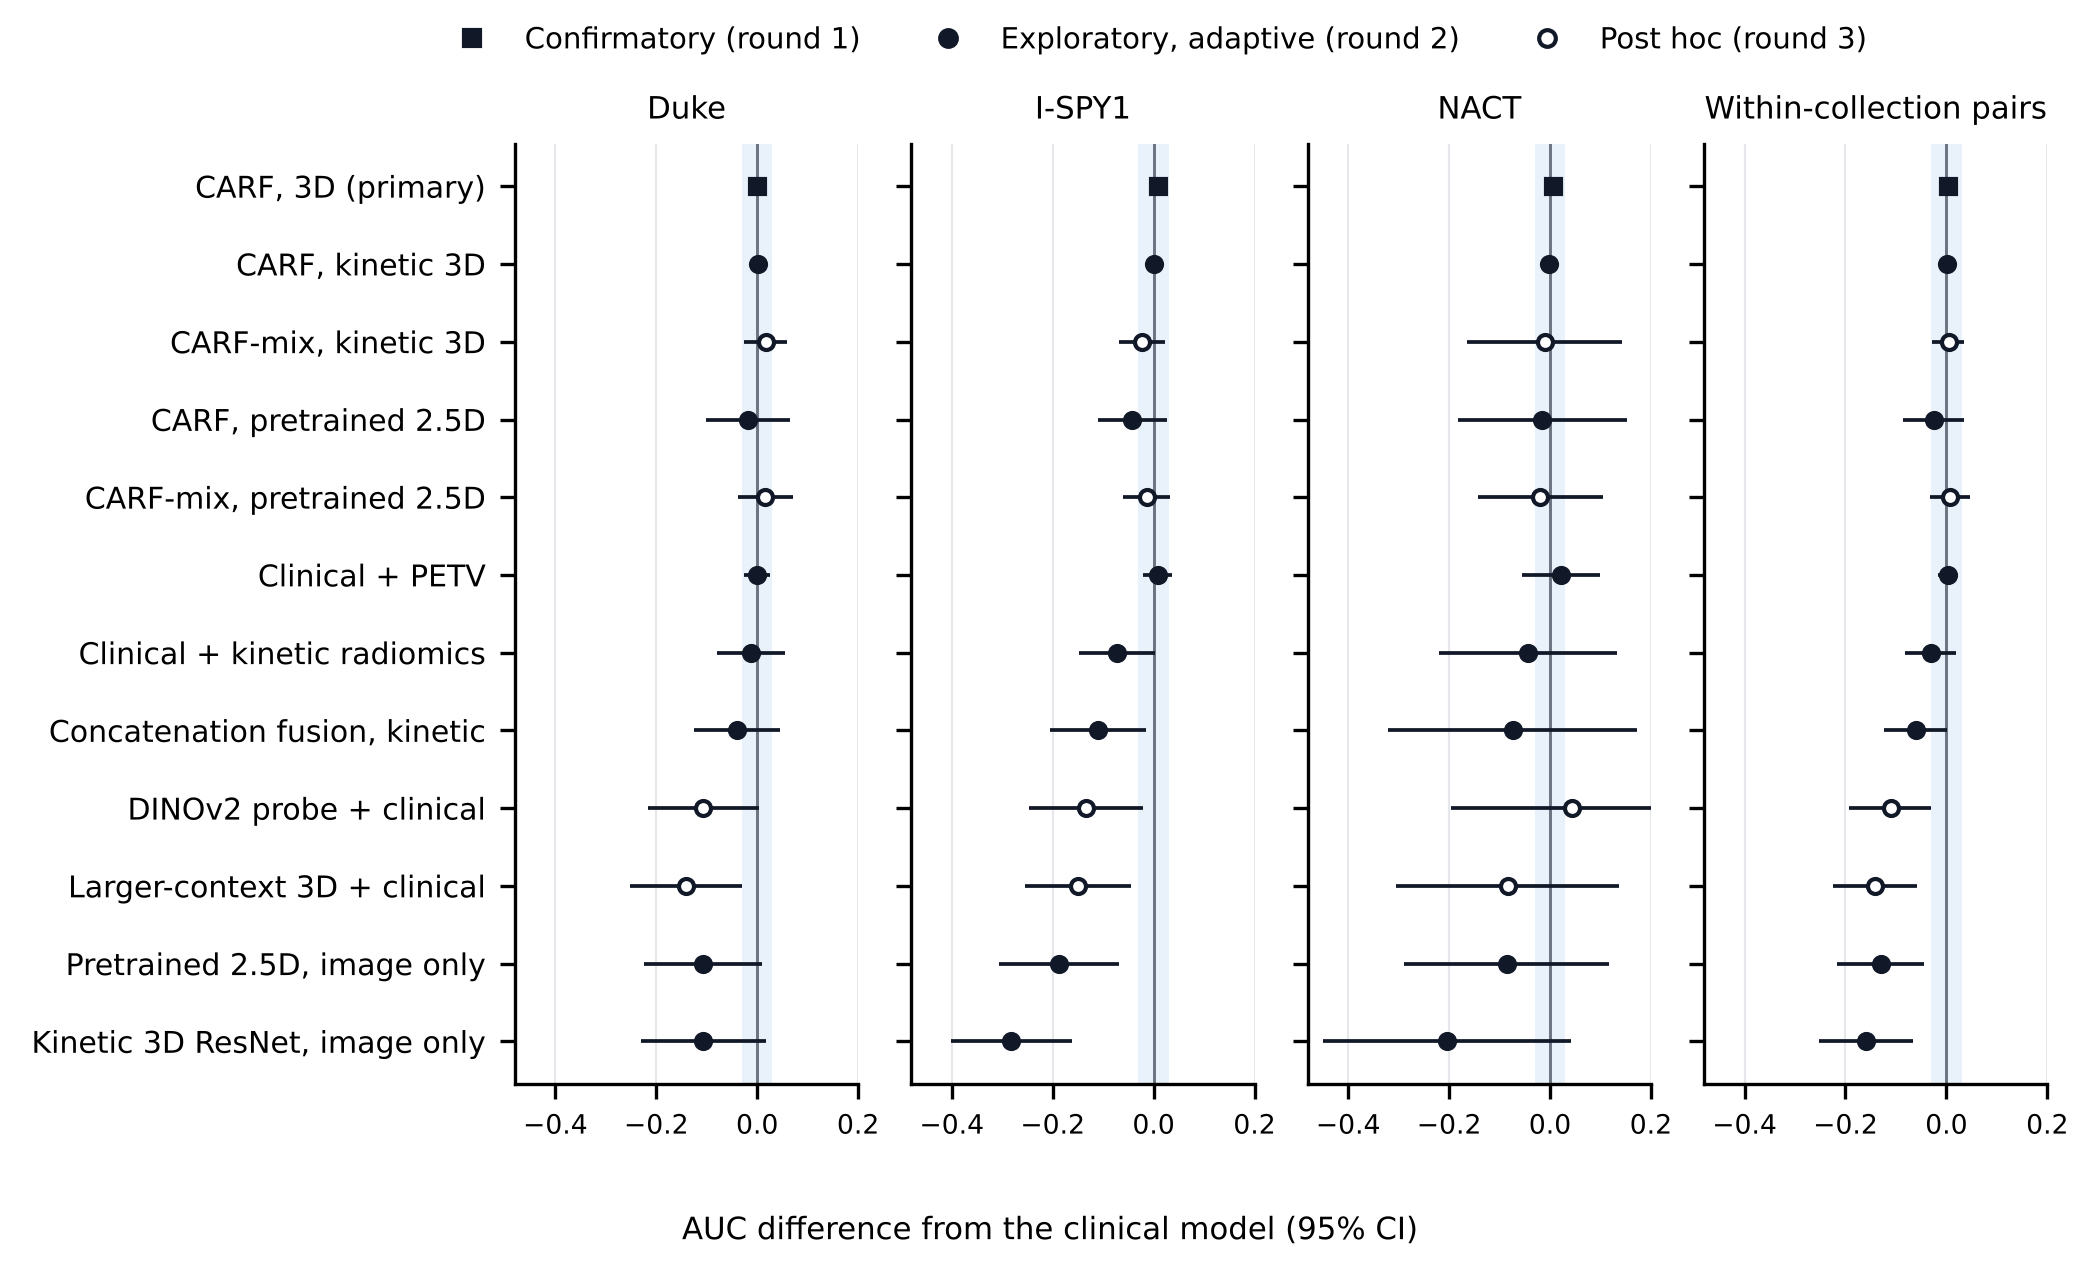 Confirmatory (round 1)
Exploratory, adaptive (round 2)
Post hoc (round 3)
Duke
I-SPY1
NACT
Within-collection pairs
CARF, 3D (primary)
CARF, kinetic 3D
CARF-mix, kinetic 3D
CARF, pretrained 2.5D
CARF-mix, pretrained 2.5D
Clinical + PETV
Clinical + kinetic radiomics
Concatenation fusion, kinetic
DINOv2 probe + clinical
Larger-context 3D + clinical
Pretrained 2.5D, image only
Kinetic 3D ResNet, image only
−0.4 −0.2 0.0 0.2
−0.4 −0.2 0.0 0.2
−0.4 −0.2 0.0 0.2
−0.4 −0.2 0.0 0.2
AUC difference from the clinical model (95% CI)